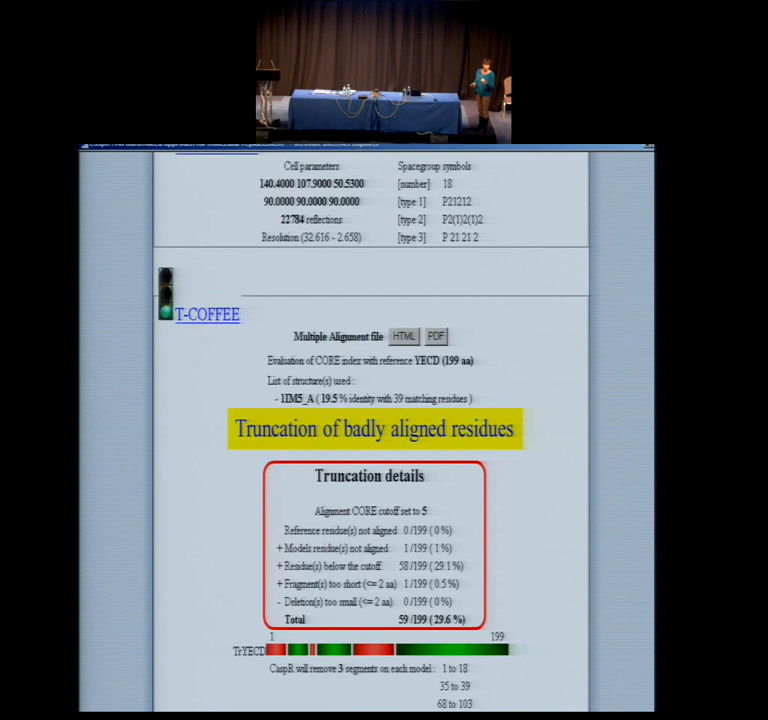 Cell parameters Spacegroup symbols
140.4000 107.9000 50.5300 [number] 18
90.0000 90.0000 90.0000 [type 1] P21212
22784 reflections [type 2] P2(1)2(1)2
Resolution (32.616 - 2.658) [type 3] P 21 21 2
T-COFFEE
Multiple Alignment file HTML PDF
Evaluation of CORE index with reference YECD (199 aa)
List of structure(s) used :
- 1IM5_A ( 19.5 % identity with 39 matching residues )
Truncation of badly aligned residues
Truncation details
Alignment CORE cutoff set to 5
Reference residue(s) not aligned 0 /199 ( 0 %)
+ Models residue(s) not aligned 1 /199 ( 1 %)
+ Residue(s) below the cutoff 58 /199 ( 29.1 %)
+ Fragment(s) too short (<= 2 aa) 1 /199 ( 0.5 %)
- Deletion(s) too small (<= 2 aa) 0 /199 ( 0 %)
Total 59 /199 ( 29.6 %)
1 199
TrYECD
CaspR will remove 3 segments on each model : 1 to 18
35 to 39
68 to 103